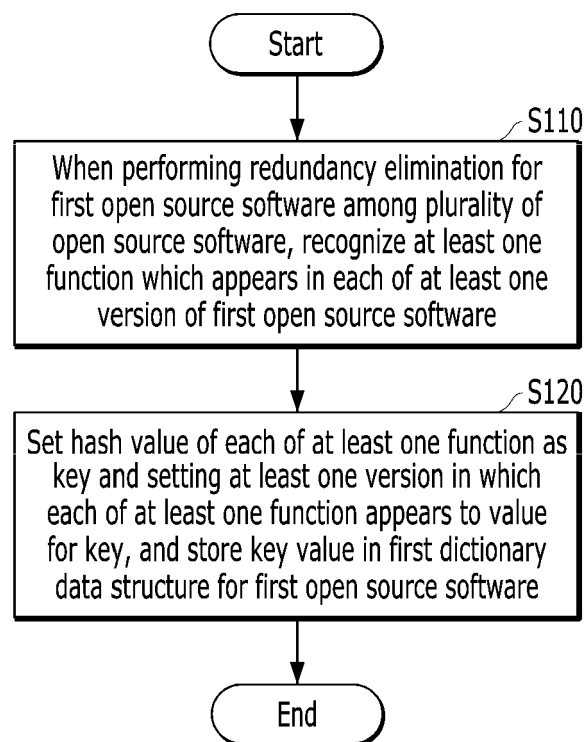 Start
S110
When performing redundancy elimination for
first open source software among plurality of
open source software, recognize at least one
function which appears in each of at least one
version of first open source software
S120
Set hash value of each of at least one function as
key and setting at least one version in which
each of at least one function appears to value
for key, and store key value in first dictionary
data structure for first open source software
End